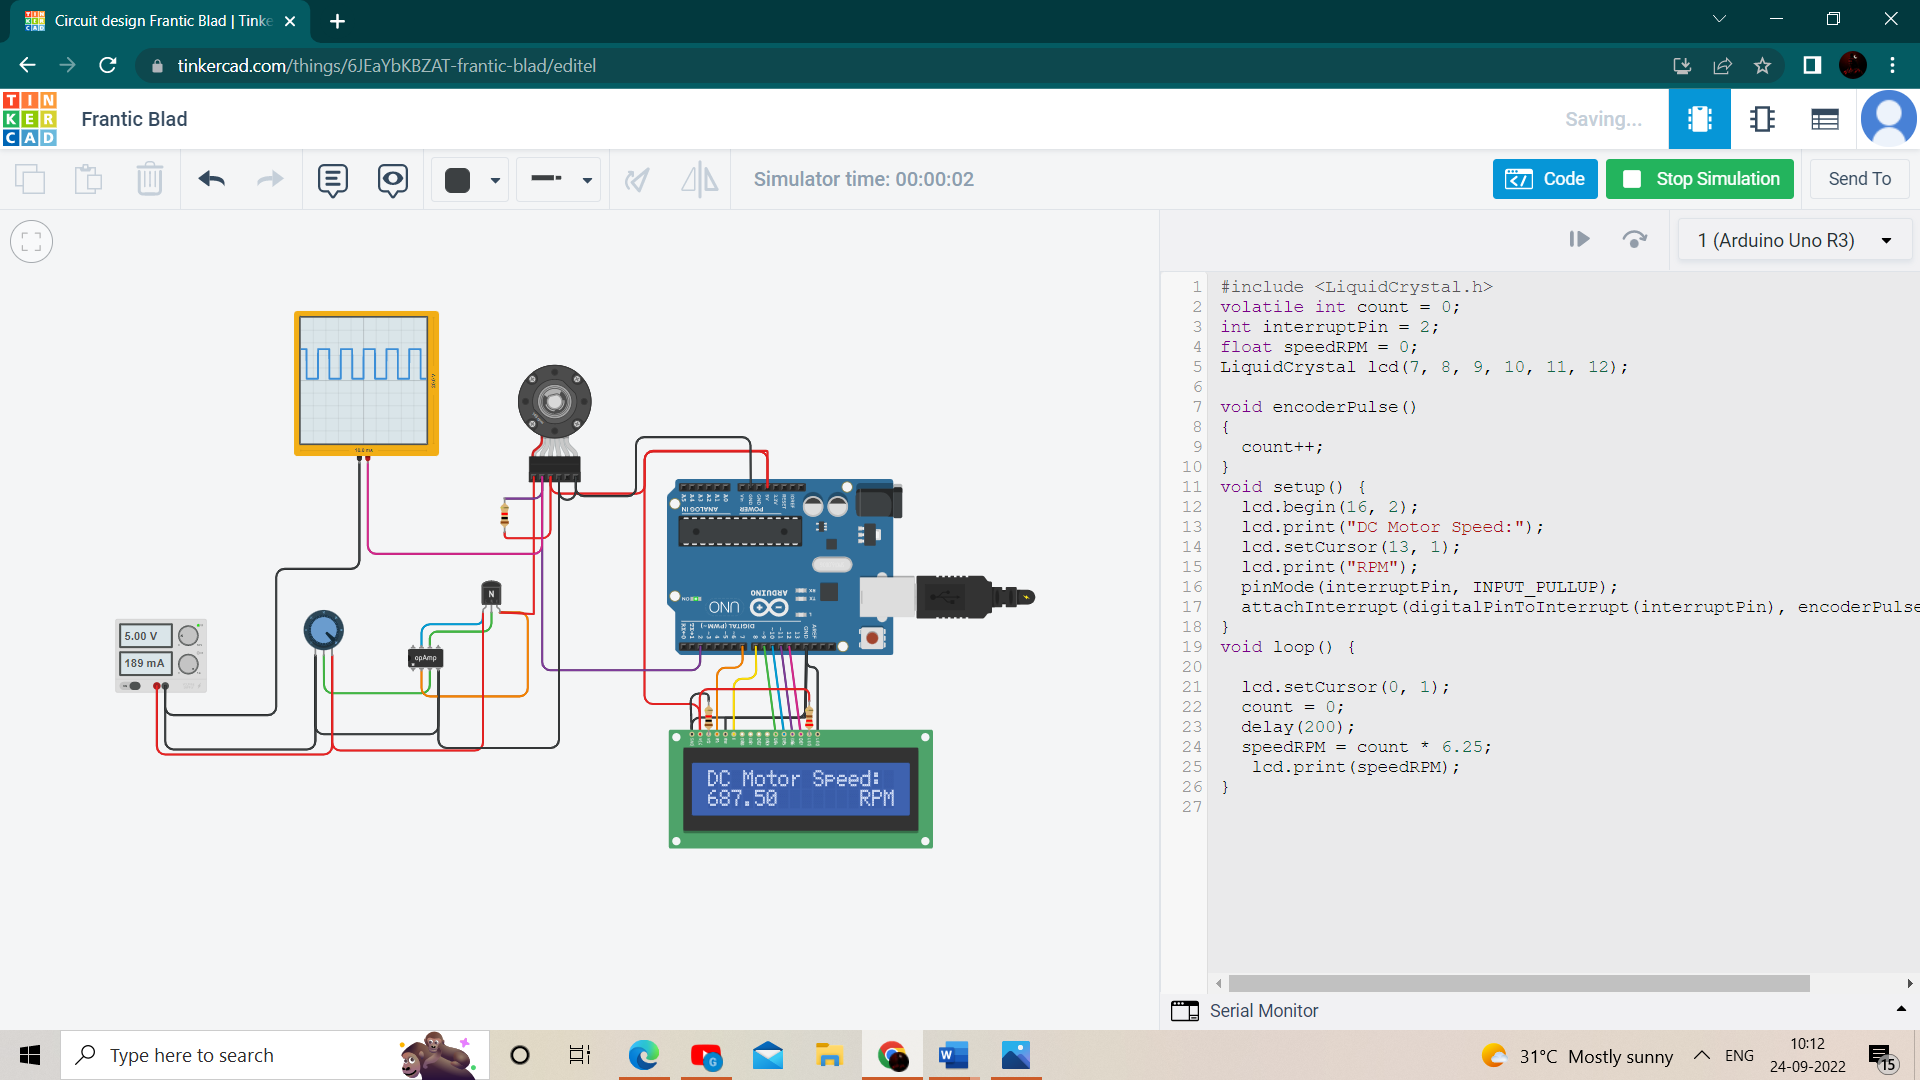 Circuit design Frantic Blad | Tinke
tinkercad.com/things/6JEaYbKBZAT-frantic-blad/editel
TIN
KER
CAD
Frantic Blad
Saving...
Simulator time: 00:00:02
Code
Stop Simulation
Send To
1 (Arduino Uno R3)
1 #include <LiquidCrystal.h>
2 volatile int count = 0;
3 int interruptPin = 2;
4 float speedRPM = 0;
5 LiquidCrystal lcd(7, 8, 9, 10, 11, 12);
6
7 void encoderPulse()
8 {
9 count++;
10 }
11 void setup() {
12 lcd.begin(16, 2);
13 lcd.print("DC Motor Speed:");
14 lcd.setCursor(13, 1);
15 lcd.print("RPM");
16 pinMode(interruptPin, INPUT_PULLUP);
17 attachInterrupt(digitalPinToInterrupt(interruptPin), encoderPulse
18 }
19 void loop() {
20
21 lcd.setCursor(0, 1);
22 count = 0;
23 delay(200);
24 speedRPM = count * 6.25;
25 lcd.print(speedRPM);
26 }
27
10.0 ms
N
5.00 V
189 mA
opAmp
ANALOG IN
POWER
ARDUINO
UNO
DIGITAL (PWM~)
DC Motor Speed:
687.50 RPM
Serial Monitor
Type here to search
31°C Mostly sunny
ENG
10:12
24-09-2022
15